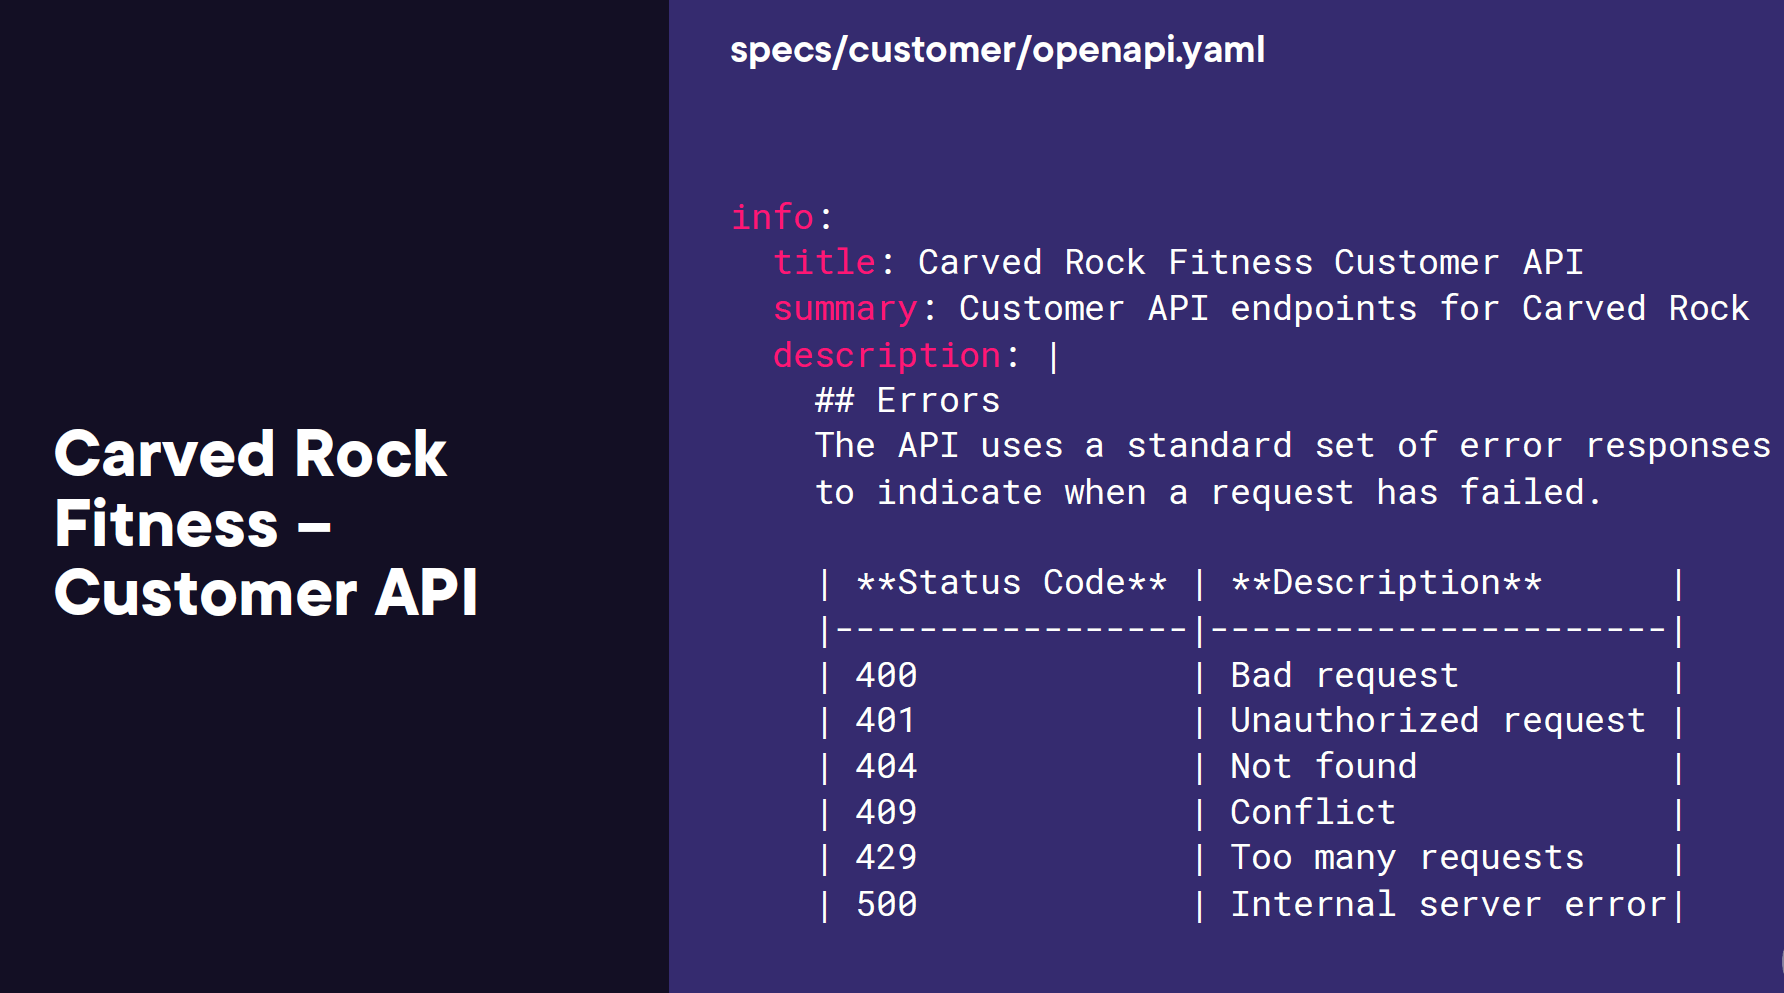 Carved Rock
Fitness –
Customer API
specs/customer/openapi.yaml
info:
  title: Carved Rock Fitness Customer API
  summary: Customer API endpoints for Carved Rock
  description: |
    ## Errors
    The API uses a standard set of error responses
    to indicate when a request has failed.

    | **Status Code** | **Description**      |
    |-----------------|----------------------|
    | 400             | Bad request          |
    | 401             | Unauthorized request |
    | 404             | Not found            |
    | 409             | Conflict             |
    | 429             | Too many requests    |
    | 500             | Internal server error|